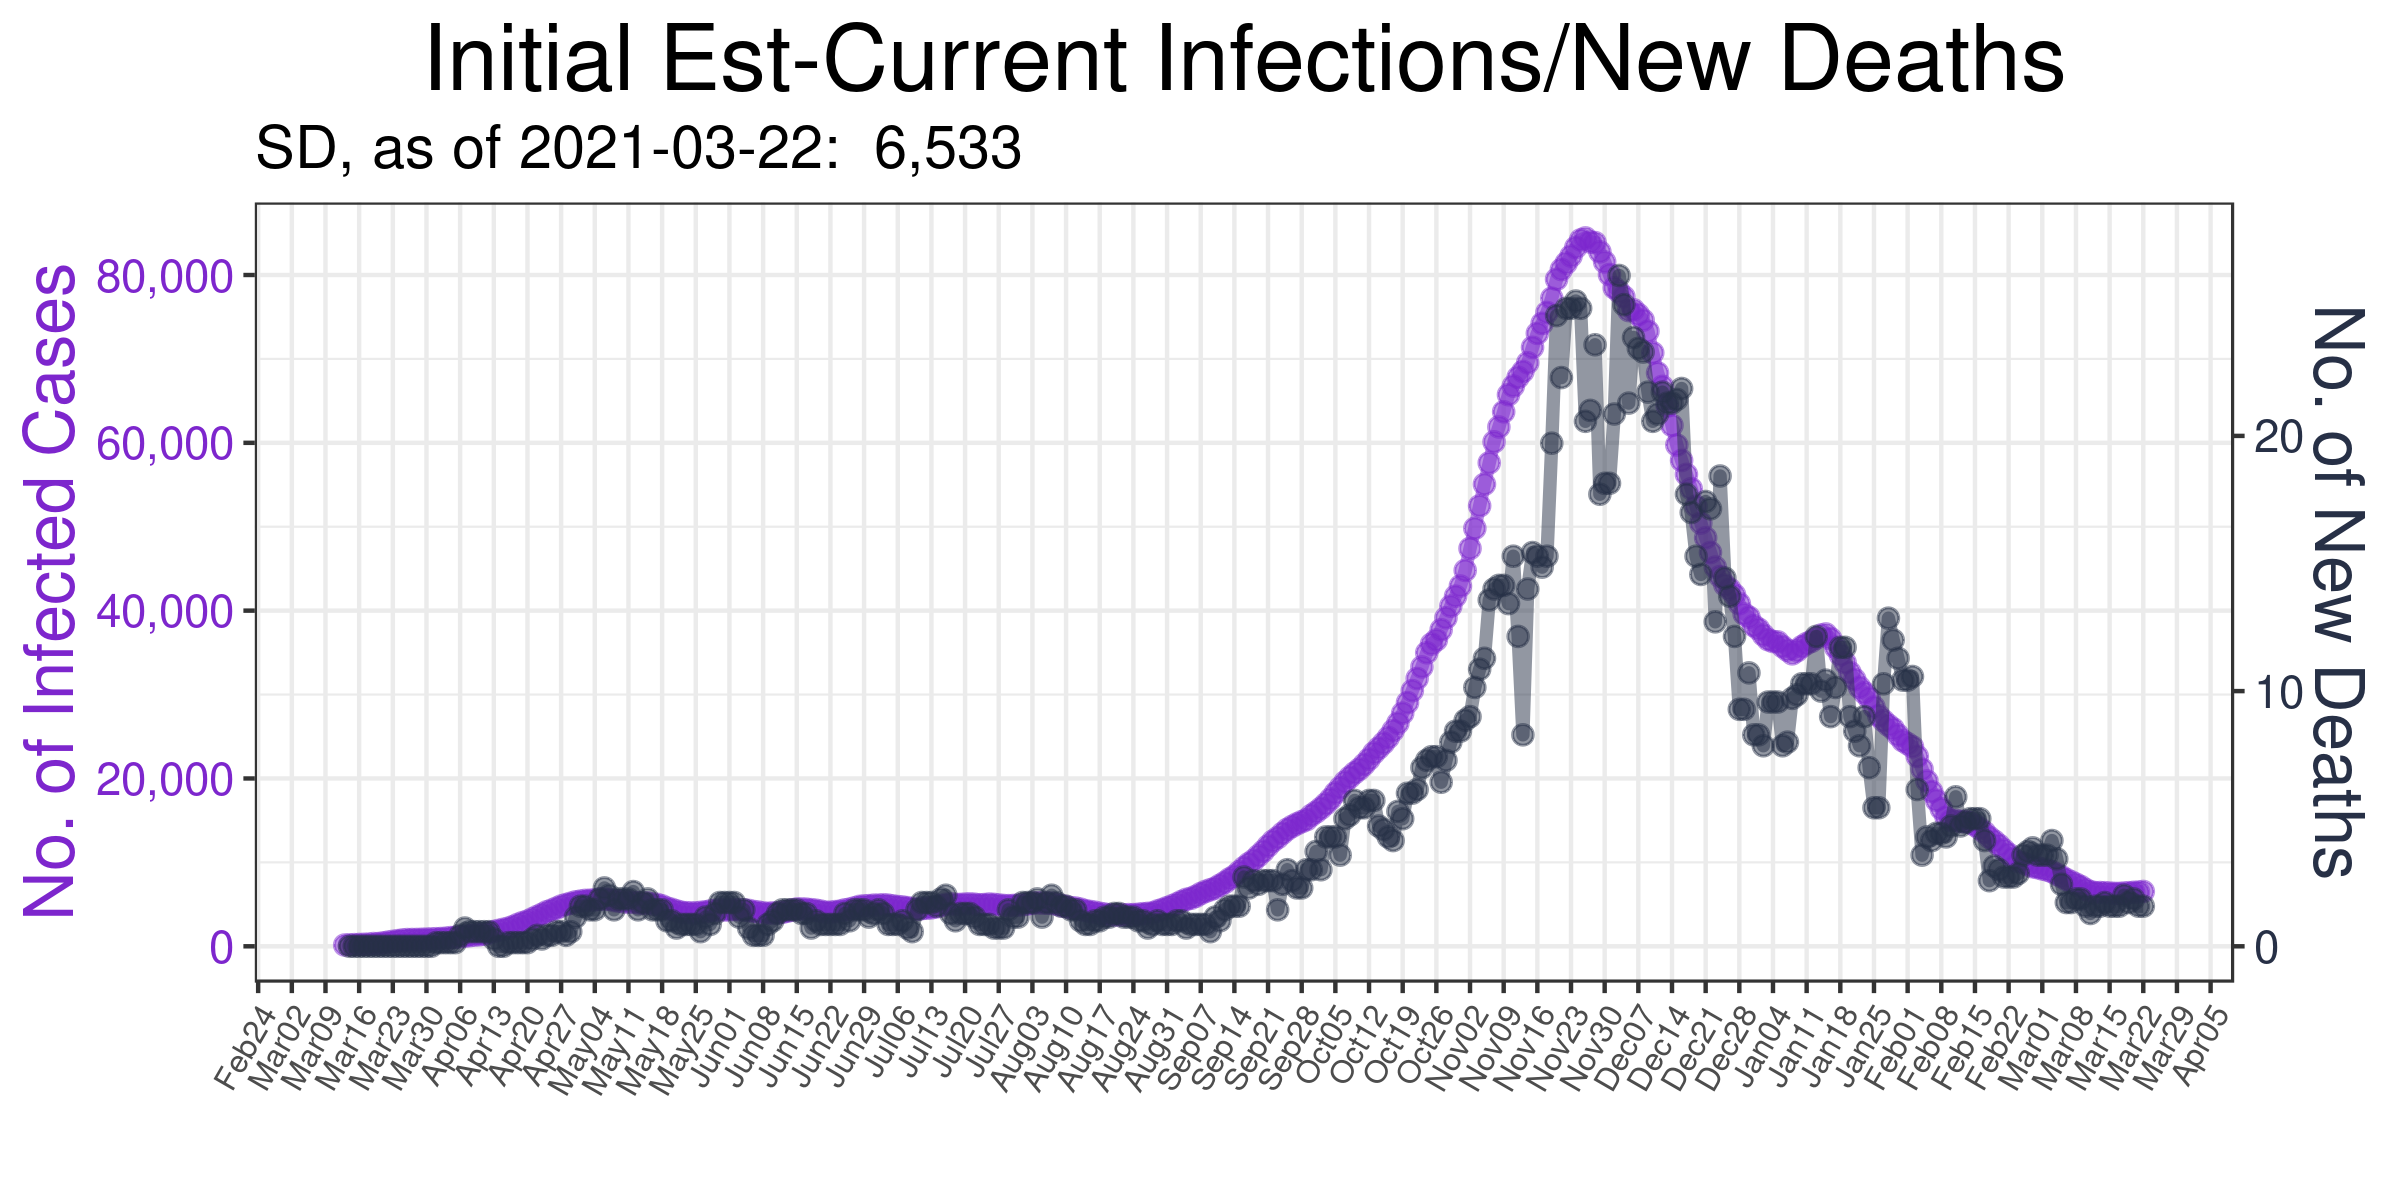 Initial Est-Current Infections/New Deaths
SD, as of 2021-03-22:  6,533
No. of Infected Cases
80,000
60,000
40,000
20,000
0
No. of New Deaths
20
10
0
Feb24
Mar02
Mar09
Mar16
Mar23
Mar30
Apr06
Apr13
Apr20
Apr27
May04
May11
May18
May25
Jun01
Jun08
Jun15
Jun22
Jun29
Jul06
Jul13
Jul20
Jul27
Aug03
Aug10
Aug17
Aug24
Aug31
Sep07
Sep14
Sep21
Sep28
Oct05
Oct12
Oct19
Oct26
Nov02
Nov09
Nov16
Nov23
Nov30
Dec07
Dec14
Dec21
Dec28
Jan04
Jan11
Jan18
Jan25
Feb01
Feb08
Feb15
Feb22
Mar01
Mar08
Mar15
Mar22
Mar29
Apr05